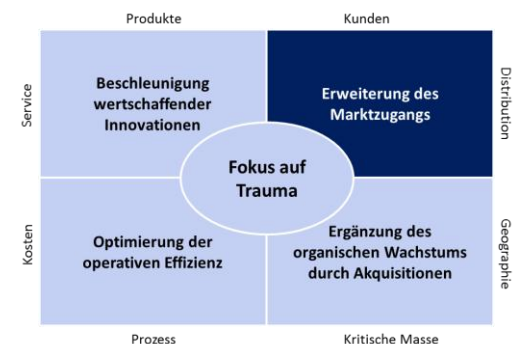 Produkte
Kunden
Service
Beschleunigung
wertschaffender
Innovationen
Erweiterung des
Marktzugangs
Distribution
Fokus auf
Trauma
Kosten
Optimierung der
operativen Effizienz
Ergänzung des
organischen Wachstums
durch Akquisitionen
Geographie
Prozess
Kritische Masse